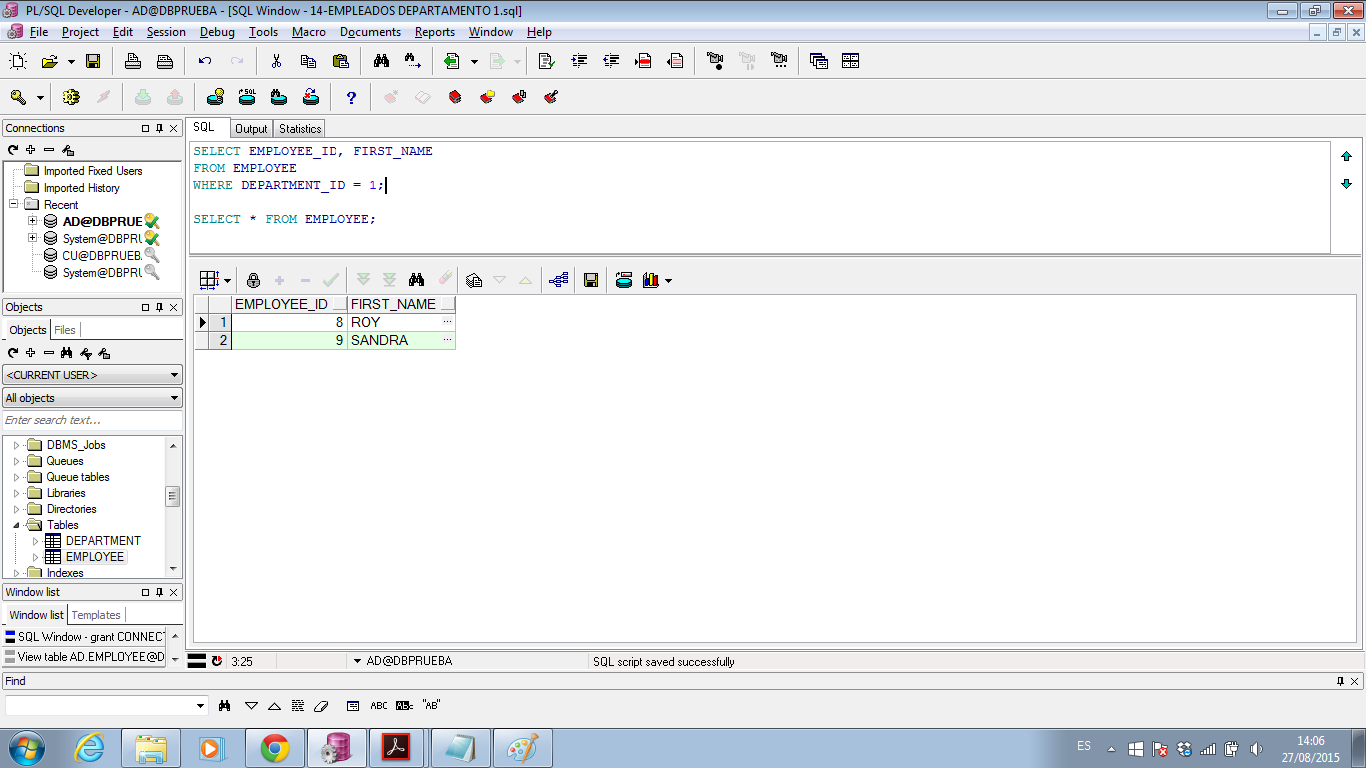 PL/SQL Developer - AD@DBPRUEBA - [SQL Window - 14-EMPLEADOS DEPARTAMENTO 1.sql]
File Project Edit Session Debug Tools Macro Documents Reports Window Help
SQL
Connections
Imported Fixed Users
Imported History
Recent
AD@DBPRUE
System@DBPRU
CU@DBPRUEB
System@DBPRU
Objects
Objects Files
<CURRENT USER>
All objects
Enter search text...
DBMS_Jobs
Queues
Queue tables
Libraries
Directories
Tables
DEPARTMENT
EMPLOYEE
Indexes
Window list
Window list Templates
SQL Window - grant CONNECT
View table AD.EMPLOYEE@D
SQL Output Statistics
SELECT EMPLOYEE_ID, FIRST_NAME
FROM EMPLOYEE
WHERE DEPARTMENT_ID = 1;
SELECT * FROM EMPLOYEE;
EMPLOYEE_ID FIRST_NAME
1 8 ROY ...
2 9 SANDRA ...
3:25 AD@DBPRUEBA SQL script saved successfully
Find
ABC "AB"
ES
14:06
27/08/2015